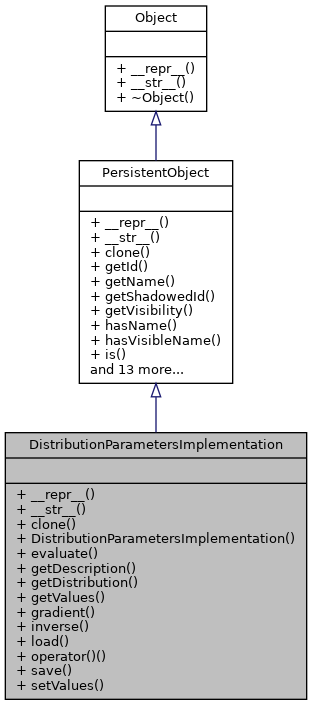 Object
+ __repr__()
+ __str__()
+ ~Object()
PersistentObject
+ __repr__()
+ __str__()
+ clone()
+ getId()
+ getName()
+ getShadowedId()
+ getVisibility()
+ hasName()
+ hasVisibleName()
+ is()
and 13 more...
DistributionParametersImplementation
+ __repr__()
+ __str__()
+ clone()
+ DistributionParametersImplementation()
+ evaluate()
+ getDescription()
+ getDistribution()
+ getValues()
+ gradient()
+ inverse()
+ load()
+ operator()()
+ save()
+ setValues()